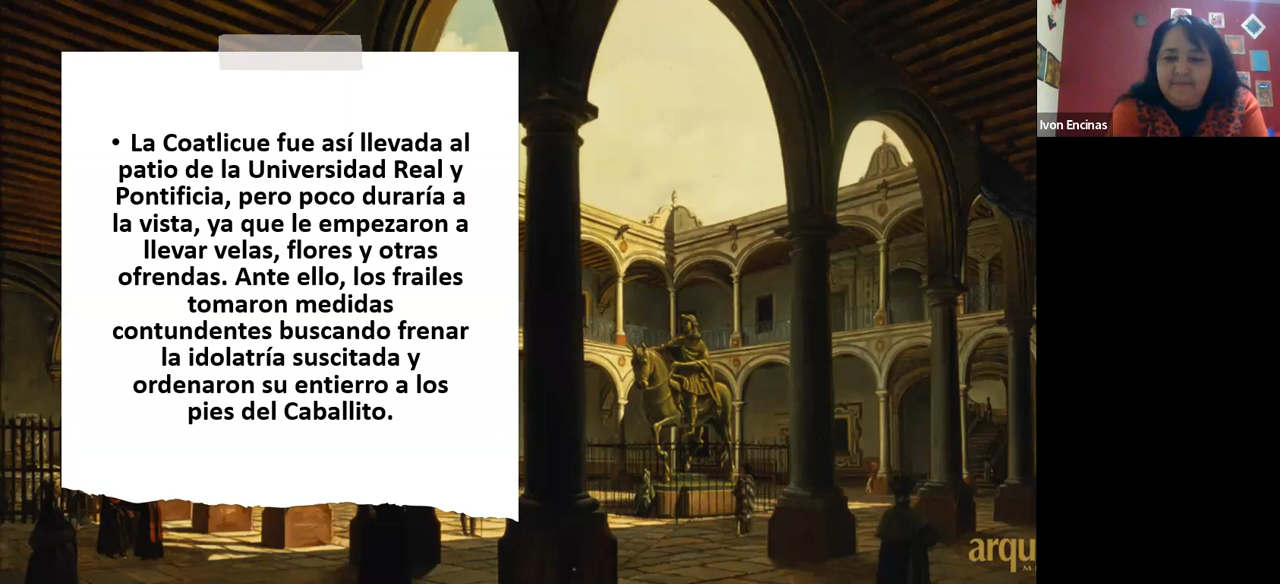 • La Coatlicue fue así llevada al
patio de la Universidad Real y
Pontificia, pero poco duraría a
la vista, ya que le empezaron a
llevar velas, flores y otras
ofrendas. Ante ello, los frailes
tomaron medidas
contundentes buscando frenar
la idolatría suscitada y
ordenaron su entierro a los
pies del Caballito.
Ivon Encinas
arqu